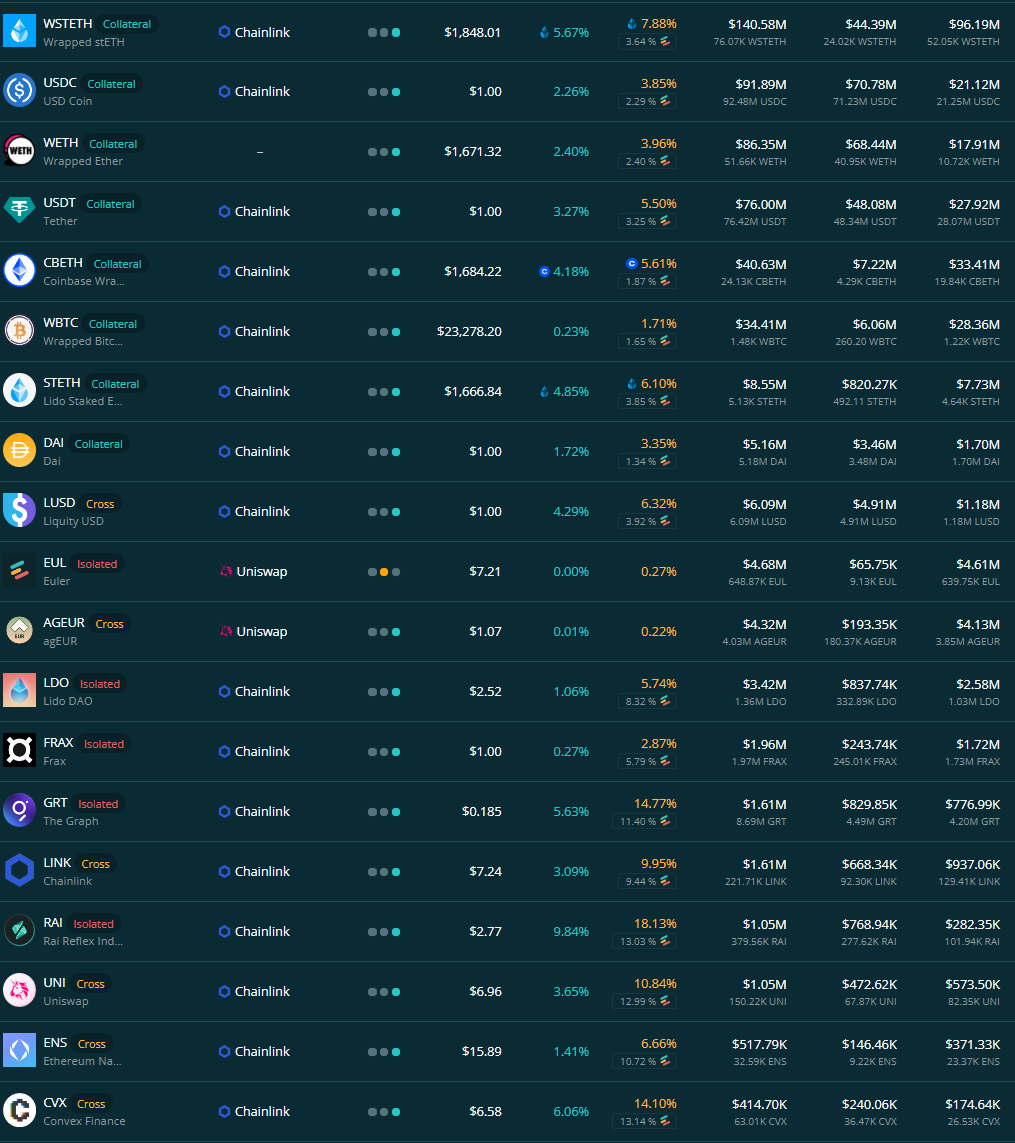 WSTETH Collateral Chainlink $1,848.01 5.67% 7.88% $140.58M $44.39M $96.19M
Wrapped stETH 3.64 % 76.07K WSTETH 24.02K WSTETH 52.05K WSTETH
USDC Collateral Chainlink $1.00 2.26% 3.85% $91.89M $70.78M $21.12M
USD Coin 2.29 % 92.48M USDC 71.23M USDC 21.25M USDC
WETH Collateral – $1,671.32 2.40% 3.96% $86.35M $68.44M $17.91M
WETH
Wrapped Ether 2.40 % 51.66K WETH 40.95K WETH 10.72K WETH
USDT Collateral Chainlink $1.00 3.27% 5.50% $76.00M $48.08M $27.92M
Tether 3.25 % 76.42M USDT 48.34M USDT 28.07M USDT
CBETH Collateral Chainlink $1,684.22 4.18% 5.61% $40.63M $7.22M $33.41M
Coinbase Wra... 1.87 % 24.13K CBETH 4.29K CBETH 19.84K CBETH
WBTC Collateral Chainlink $23,278.20 0.23% 1.71% $34.41M $6.06M $28.36M
Wrapped Bitc... 1.65 % 1.48K WBTC 260.20 WBTC 1.22K WBTC
STETH Collateral Chainlink $1,666.84 4.85% 6.10% $8.55M $820.27K $7.73M
Lido Staked E... 3.85 % 5.13K STETH 492.11 STETH 4.64K STETH
DAI Collateral Chainlink $1.00 1.72% 3.35% $5.16M $3.46M $1.70M
Dai 1.34 % 5.18M DAI 3.48M DAI 1.70M DAI
LUSD Cross Chainlink $1.00 4.29% 6.32% $6.09M $4.91M $1.18M
Liquity USD 3.92 % 6.09M LUSD 4.91M LUSD 1.18M LUSD
EUL Isolated Uniswap $7.21 0.00% 0.27% $4.68M $65.75K $4.61M
Euler 648.87K EUL 9.13K EUL 639.75K EUL
AGEUR Cross Uniswap $1.07 0.01% 0.22% $4.32M $193.35K $4.13M
EUR
agEUR 4.03M AGEUR 180.37K AGEUR 3.85M AGEUR
LDO Isolated Chainlink $2.52 1.06% 5.74% $3.42M $837.74K $2.58M
Lido DAO 8.32 % 1.36M LDO 332.89K LDO 1.03M LDO
FRAX Isolated Chainlink $1.00 0.27% 2.87% $1.96M $243.74K $1.72M
Frax 5.79 % 1.97M FRAX 245.01K FRAX 1.73M FRAX
GRT Isolated Chainlink $0.185 5.63% 14.77% $1.61M $829.85K $776.99K
The Graph 11.40 % 8.69M GRT 4.49M GRT 4.20M GRT
LINK Cross Chainlink $7.24 3.09% 9.95% $1.61M $668.34K $937.06K
Chainlink 9.44 % 221.71K LINK 92.30K LINK 129.41K LINK
RAI Isolated Chainlink $2.77 9.84% 18.13% $1.05M $768.94K $282.35K
Rai Reflex Ind... 13.03 % 379.56K RAI 277.62K RAI 101.94K RAI
UNI Cross Chainlink $6.96 3.65% 10.84% $1.05M $472.62K $573.50K
Uniswap 12.99 % 150.22K UNI 67.87K UNI 82.35K UNI
ENS Cross Chainlink $15.89 1.41% 6.66% $517.79K $146.46K $371.33K
Ethereum Na... 10.72 % 32.59K ENS 9.22K ENS 23.37K ENS
CVX Cross Chainlink $6.58 6.06% 14.10% $414.70K $240.06K $174.64K
Convex Finance 13.14 % 63.01K CVX 36.47K CVX 26.53K CVX